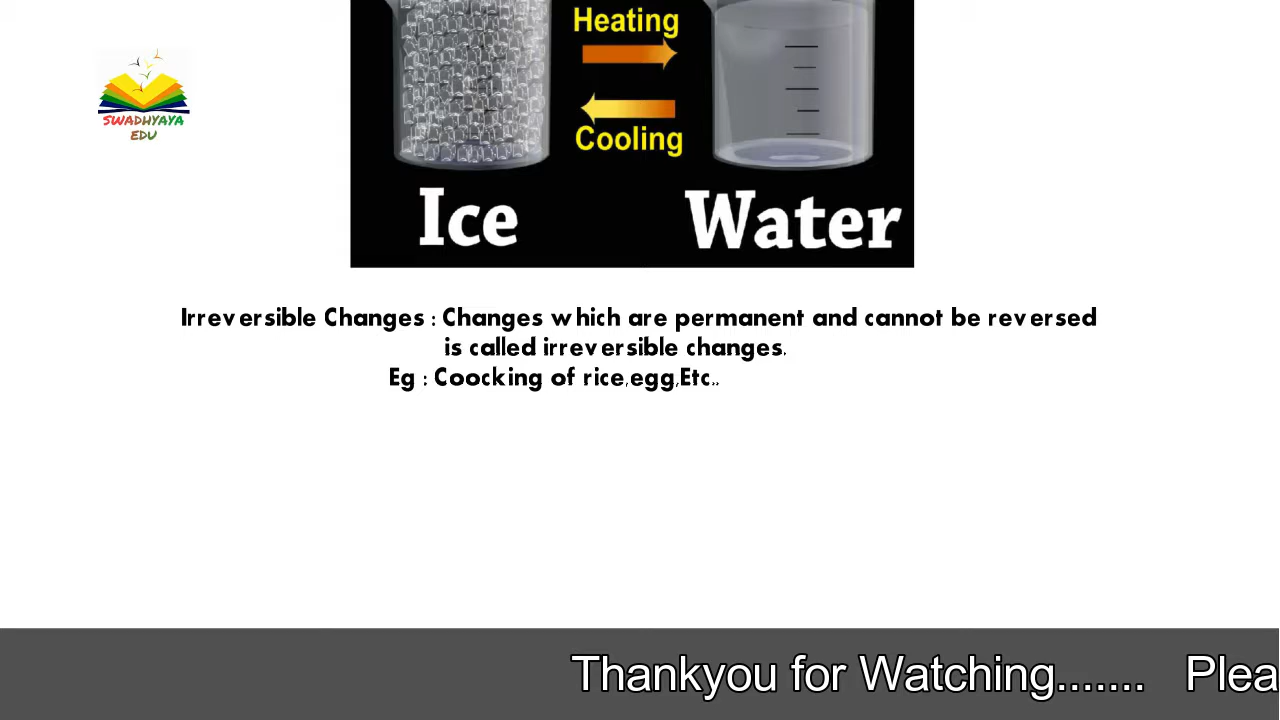 Heating
Cooling
Ice
Water
SWADHYAYA
EDU
Irreversible Changes : Changes which are permanent and cannot be reversed
is called irreversible changes.
Eg : Coocking of rice,egg,Etc..
Thankyou for Watching....... Plea